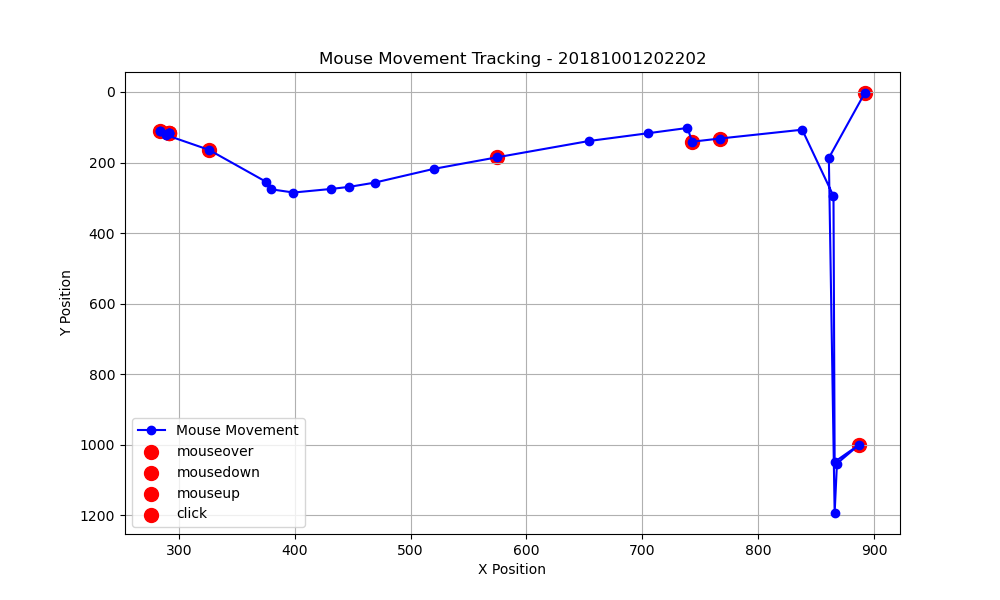 Mouse Movement Tracking - 20181001202202
Y Position
0
200
400
600
800
1000
1200
Mouse Movement
mouseover
mousedown
mouseup
click
300 400 500 600 700 800 900
X Position